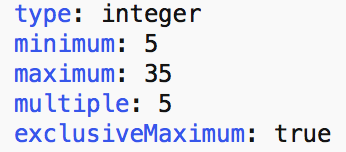 type: integer
minimum: 5
maximum: 35
multiple: 5
exclusiveMaximum: true